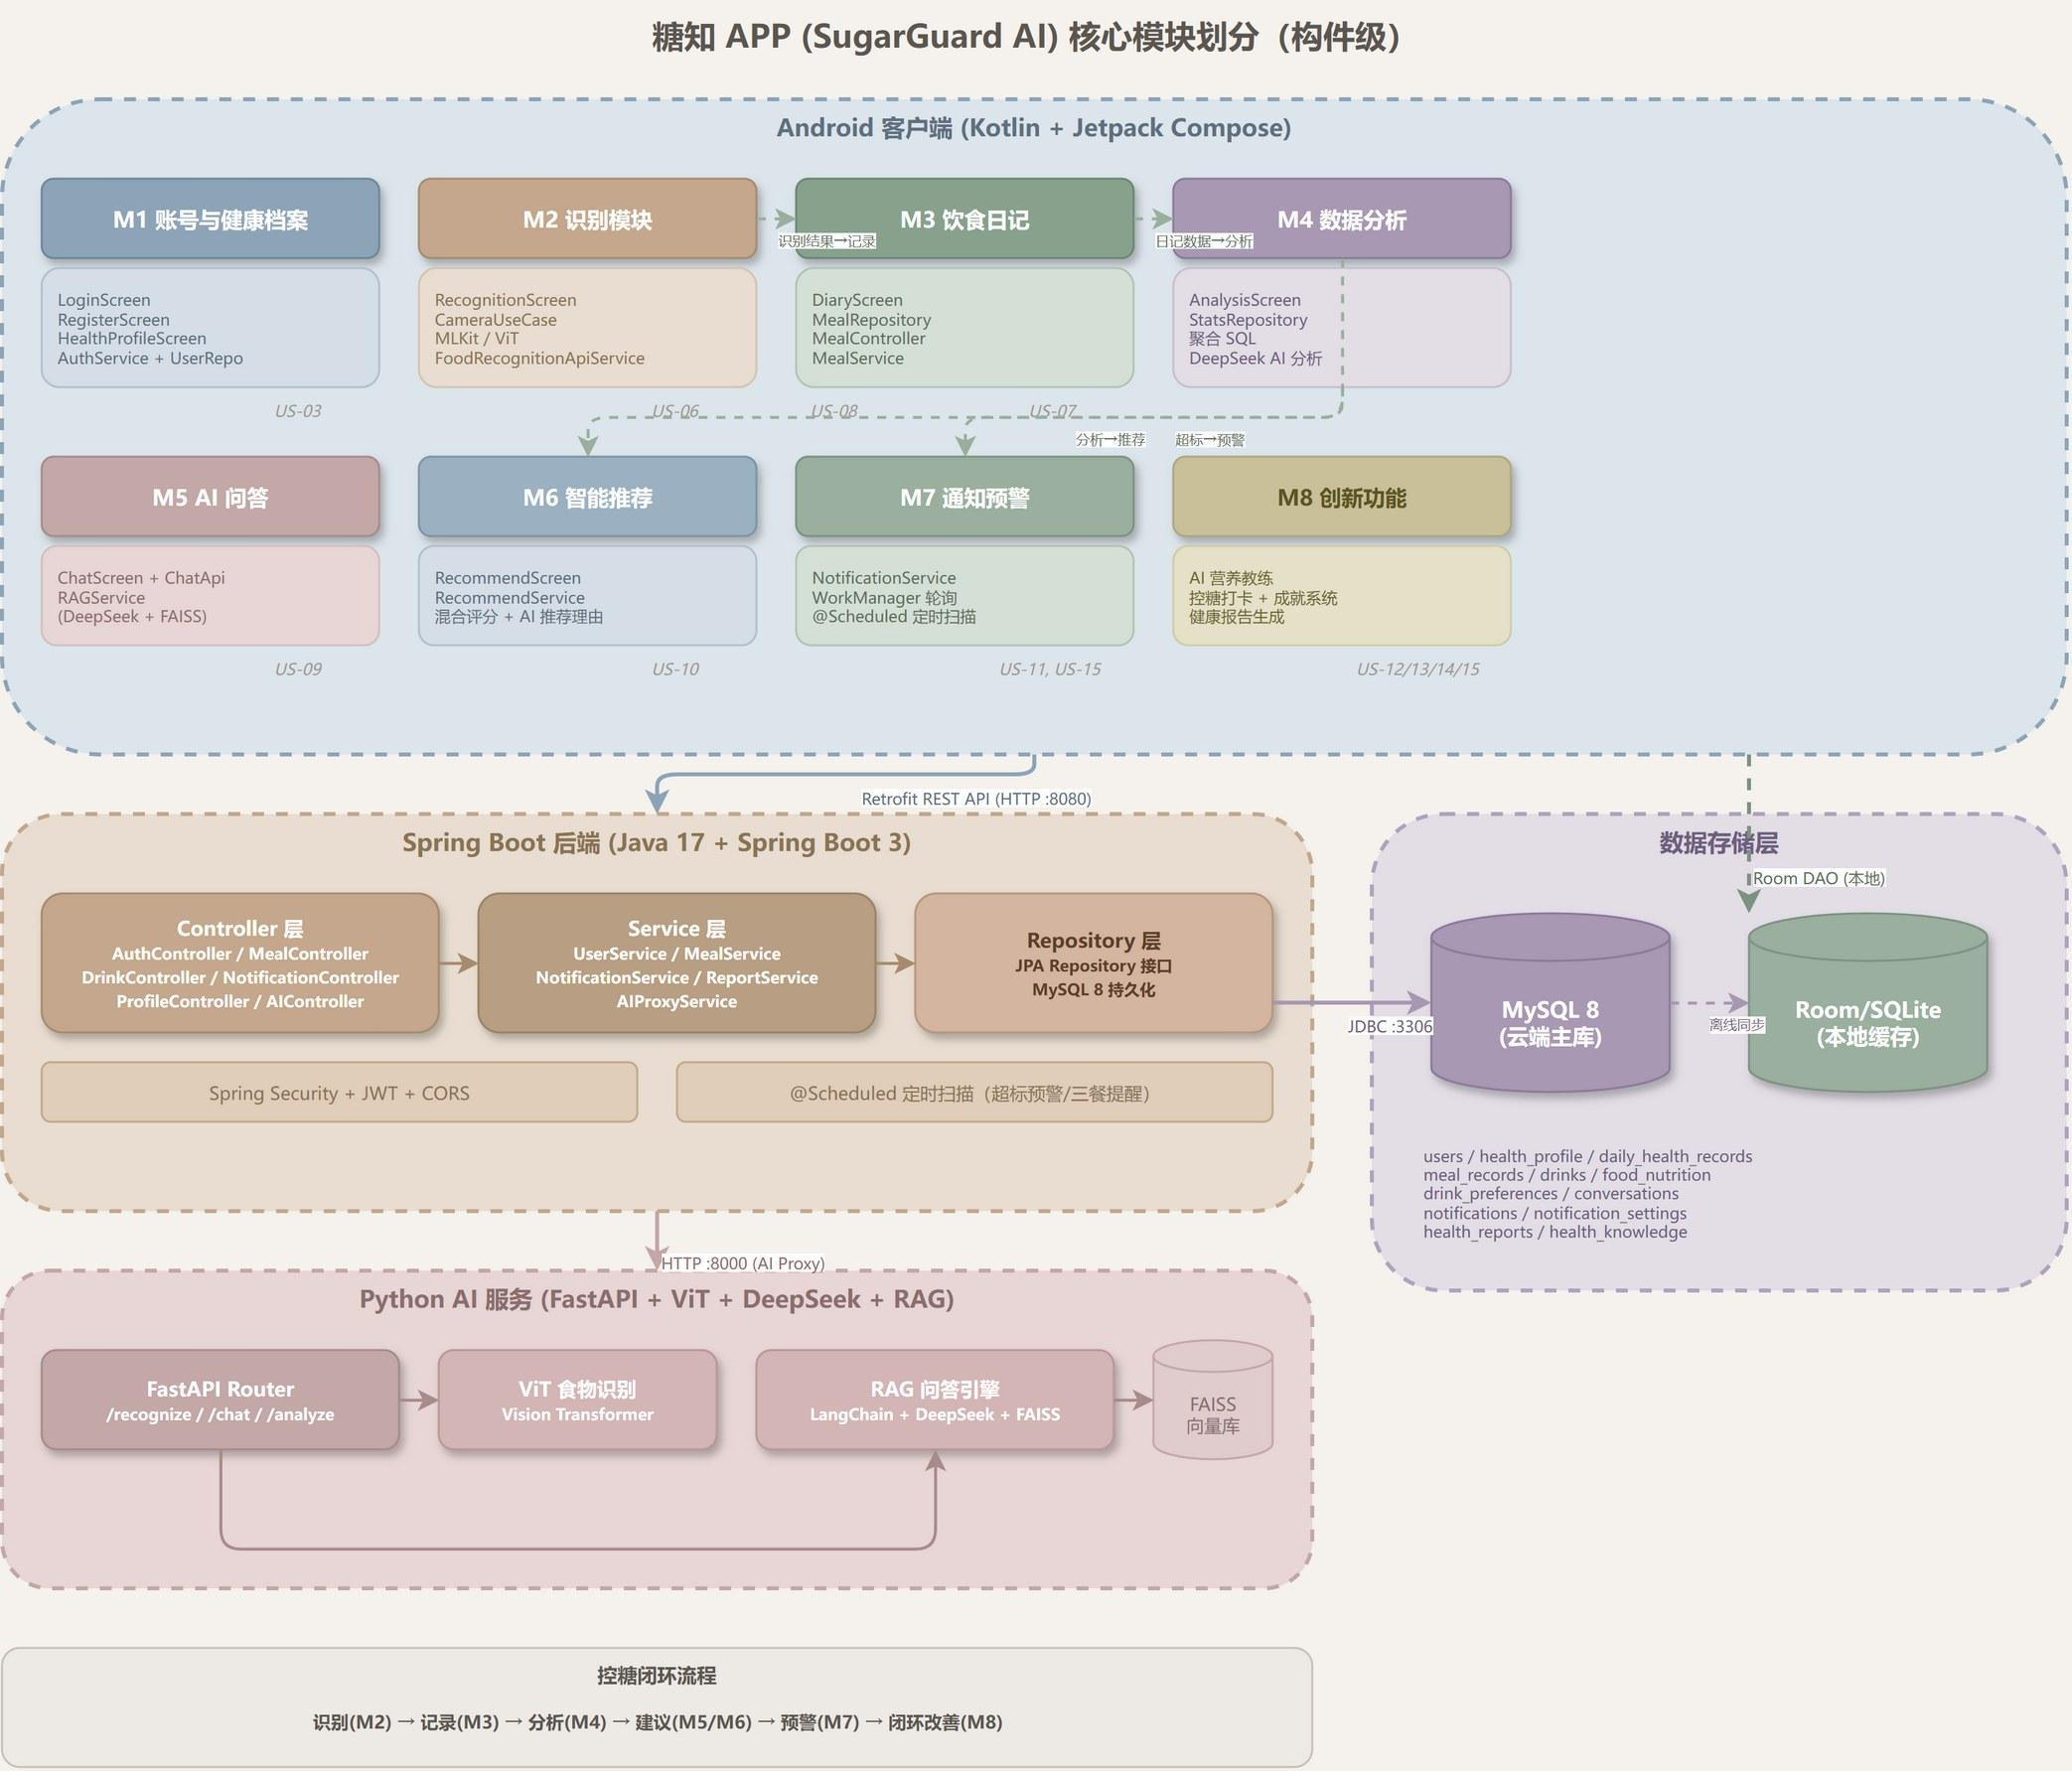 糖知 APP (SugarGuard AI) 核心模块划分（构件级）
Android 客户端 (Kotlin + Jetpack Compose)
M1 账号与健康档案
LoginScreen
RegisterScreen
HealthProfileScreen
AuthService + UserRepo
US-03
M2 识别模块
RecognitionScreen
CameraUseCase
MLKit / ViT
FoodRecognitionApiService
US-06
识别结果→记录
M3 饮食日记
DiaryScreen
MealRepository
MealController
MealService
US-08
US-07
日记数据→分析
M4 数据分析
AnalysisScreen
StatsRepository
聚合 SQL
DeepSeek AI 分析
分析→推荐
超标→预警
M5 AI 问答
ChatScreen + ChatApi
RAGService
(DeepSeek + FAISS)
US-09
M6 智能推荐
RecommendScreen
RecommendService
混合评分 + AI 推荐理由
US-10
M7 通知预警
NotificationService
WorkManager 轮询
@Scheduled 定时扫描
US-11, US-15
M8 创新功能
AI 营养教练
控糖打卡 + 成就系统
健康报告生成
US-12/13/14/15
Retrofit REST API (HTTP :8080)
Spring Boot 后端 (Java 17 + Spring Boot 3)
Controller 层
AuthController / MealController
DrinkController / NotificationController
ProfileController / AIController
Service 层
UserService / MealService
NotificationService / ReportService
AIProxyService
Repository 层
JPA Repository 接口
MySQL 8 持久化
Spring Security + JWT + CORS
@Scheduled 定时扫描（超标预警/三餐提醒）
JDBC :3306
数据存储层
Room DAO (本地)
MySQL 8
(云端主库)
离线同步
Room/SQLite
(本地缓存)
users / health_profile / daily_health_records
meal_records / drinks / food_nutrition
drink_preferences / conversations
notifications / notification_settings
health_reports / health_knowledge
HTTP :8000 (AI Proxy)
Python AI 服务 (FastAPI + ViT + DeepSeek + RAG)
FastAPI Router
/recognize / /chat / /analyze
ViT 食物识别
Vision Transformer
RAG 问答引擎
LangChain + DeepSeek + FAISS
FAISS
向量库
控糖闭环流程
识别(M2) → 记录(M3) → 分析(M4) → 建议(M5/M6) → 预警(M7) → 闭环改善(M8)